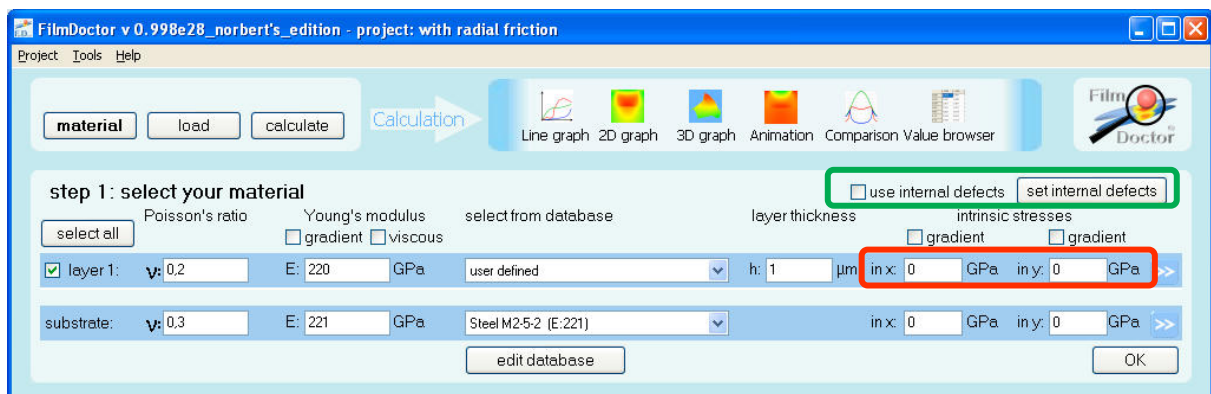 FilmDoctor v 0.998e28_norbert's_edition - project: with radial friction
Project Tools Help
material load calculate Calculation Line graph 2D graph 3D graph Animation Comparison Value browser
Film Doctor®
step 1: select your material
use internal defects set internal defects
Poisson's ratio Young's modulus select from database layer thickness intrinsic stresses
select all gradient viscous gradient gradient
layer 1: ν: 0,2 E: 220 GPa user defined h: 1 µm in x: 0 GPa in y: 0 GPa >>
substrate: ν: 0,3 E: 221 GPa Steel M2-5-2 (E:221) in x: 0 GPa in y: 0 GPa >>
edit database OK